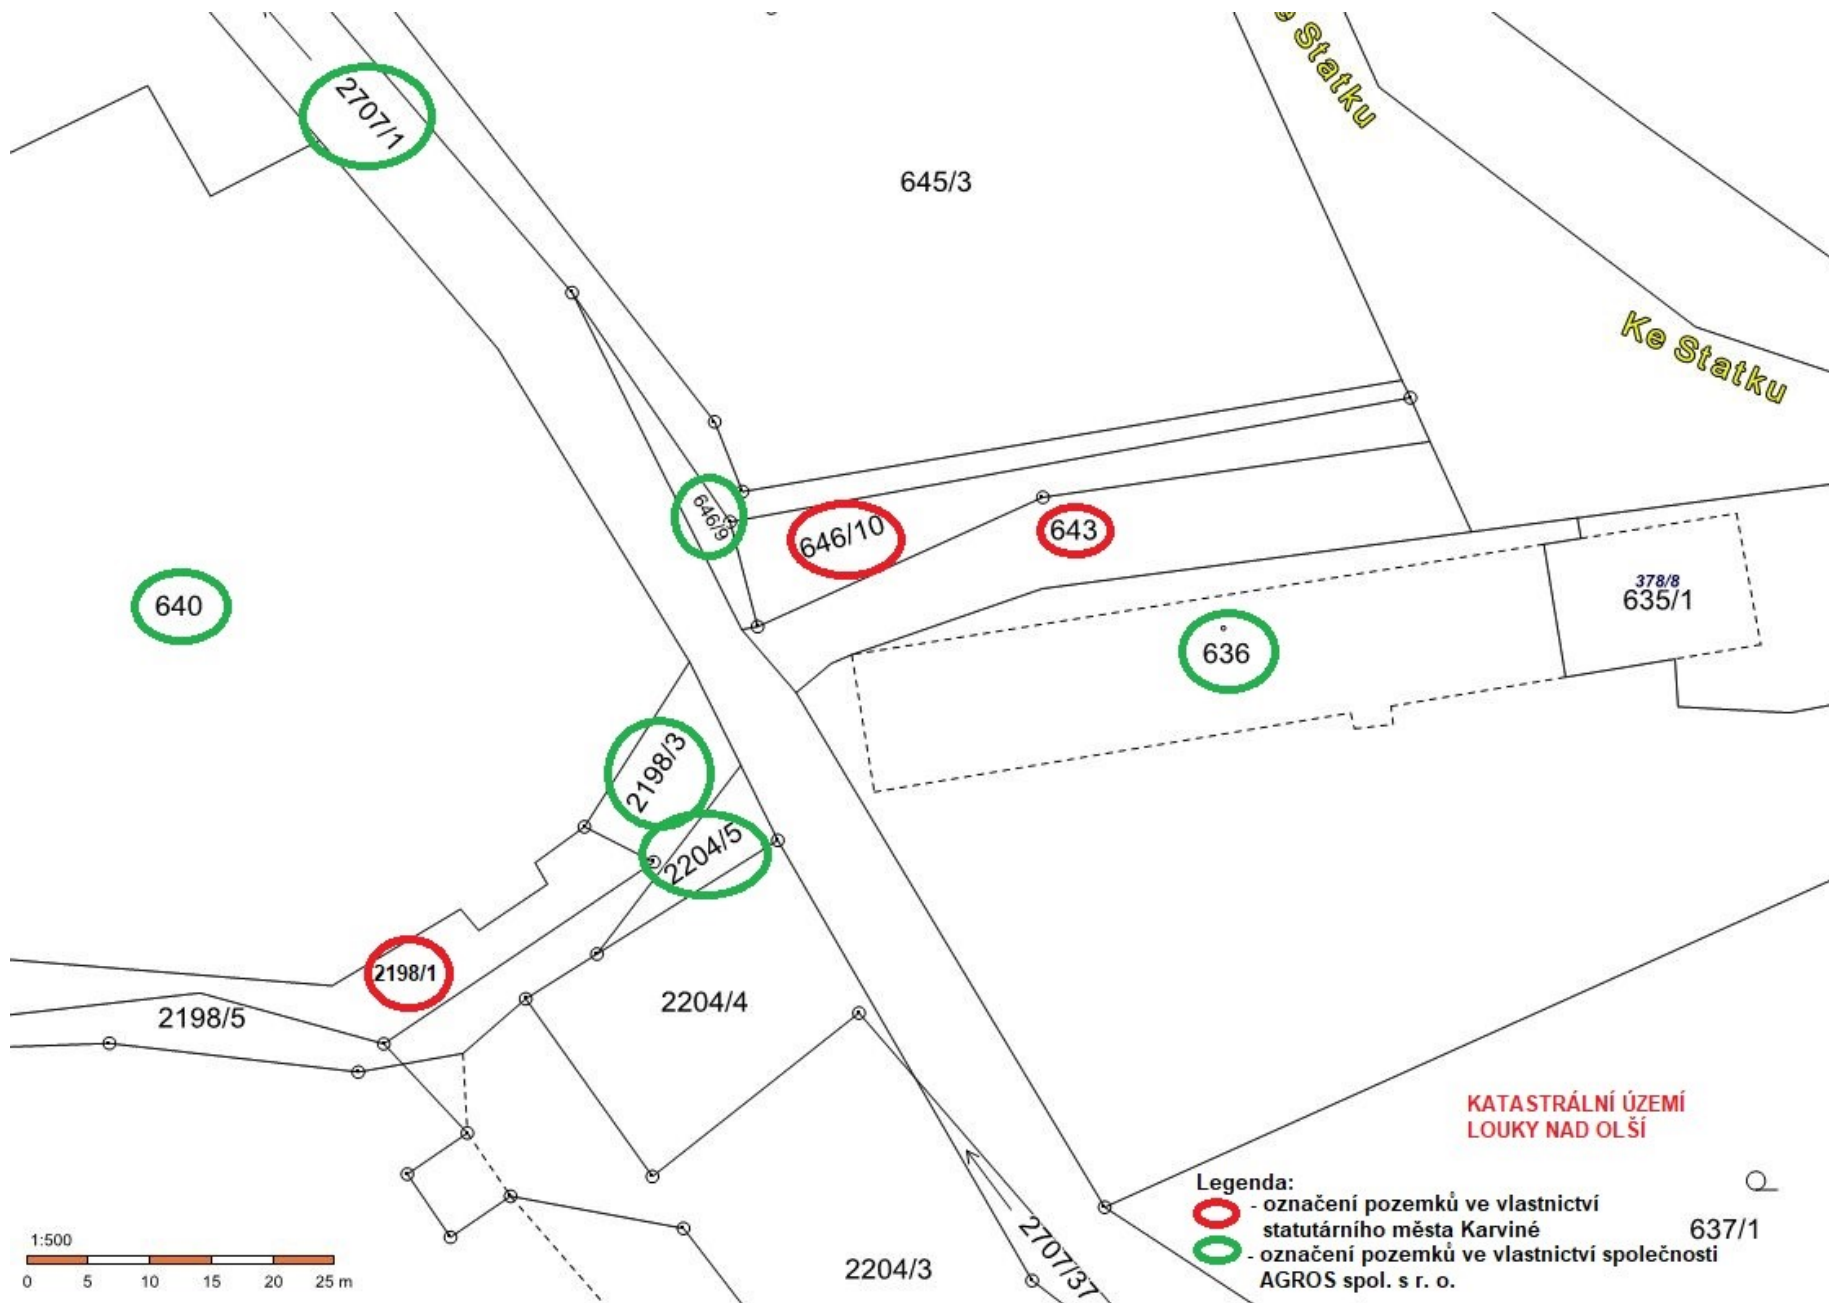 2707/1
e Statku
645/3
Ke Statku
646/9
646/10
643
378/8
635/1
640
636
2198/3
2204/5
2198/1
2198/5
2204/4
KATASTRÁLNÍ ÚZEMÍ
LOUKY NAD OLŠÍ
Legenda:
- označení pozemků ve vlastnictví
statutárního města Karviné
- označení pozemků ve vlastnictví společnosti
AGROS spol. s r. o.
637/1
2707/37
2204/3
1:500
0 5 10 15 20 25 m